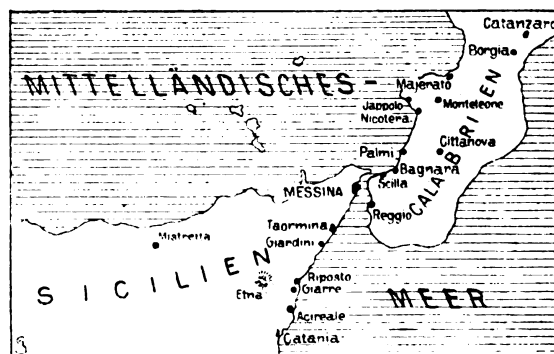 Catanzaro
Borgia
MITTELLÄNDISCHES-
Majerato
Jappolo
Nicotera
Monteleone
Palmi
Cittanova
Bagnara
Scilla
CALABRIEN
MESSINA
Reggio
Taormina
Giardini
Mistretta
SICILIEN
Etna
Riposto
Giarre
MEER
Acireale
Catania